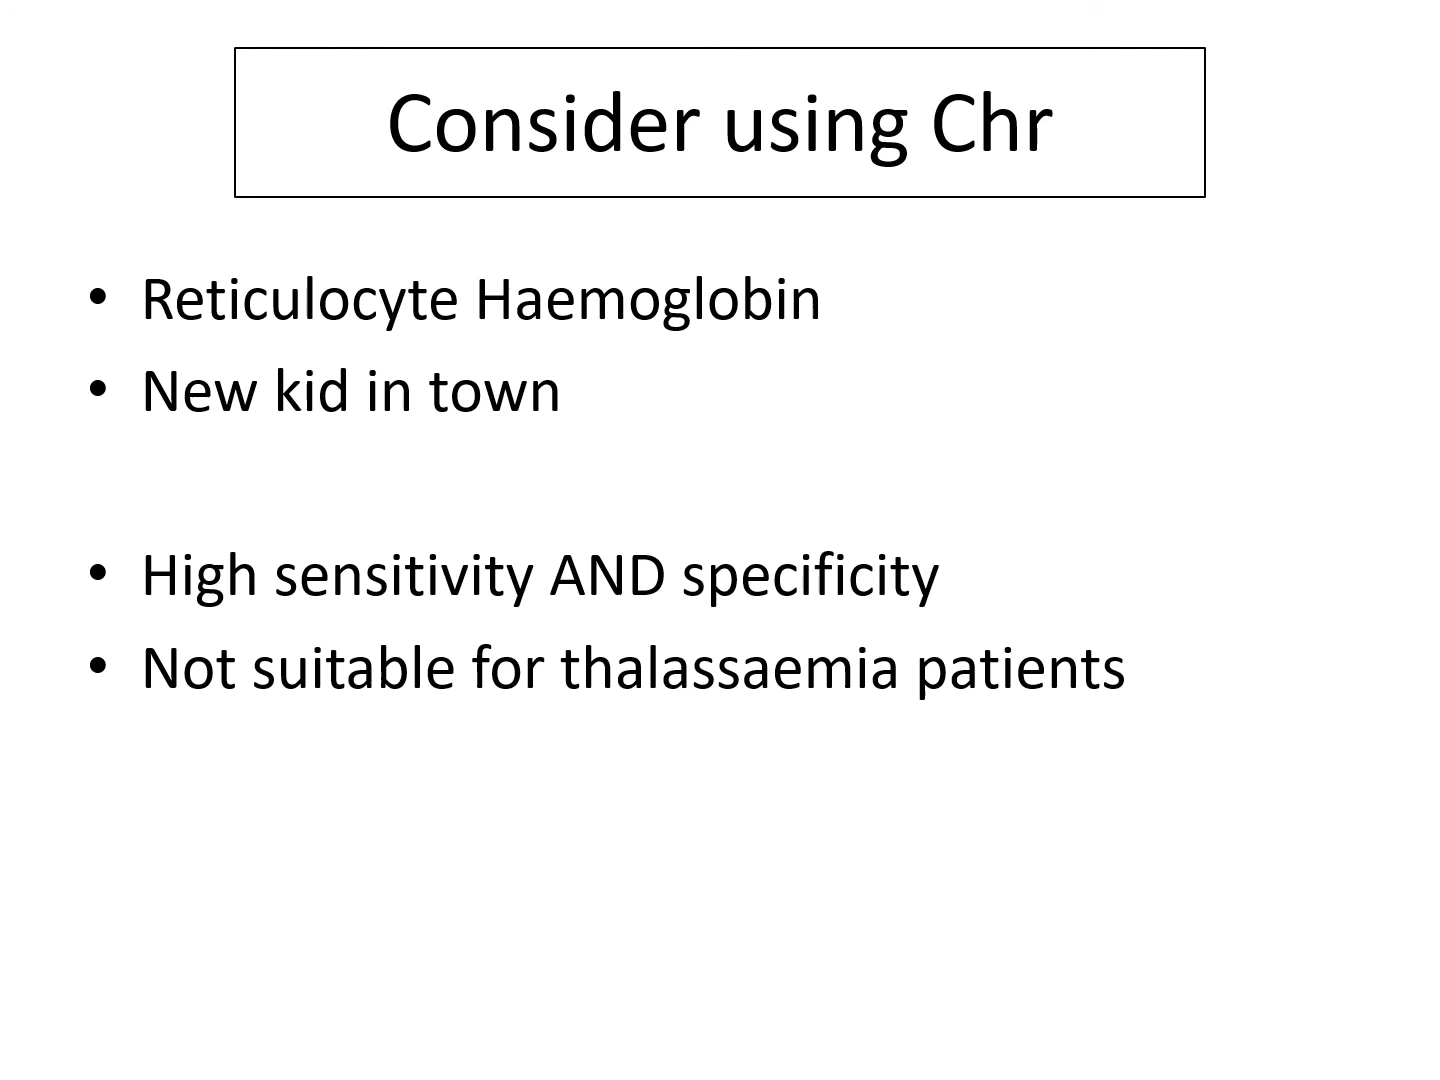 Consider using Chr
• Reticulocyte Haemoglobin
• New kid in town
• High sensitivity AND specificity
• Not suitable for thalassaemia patients